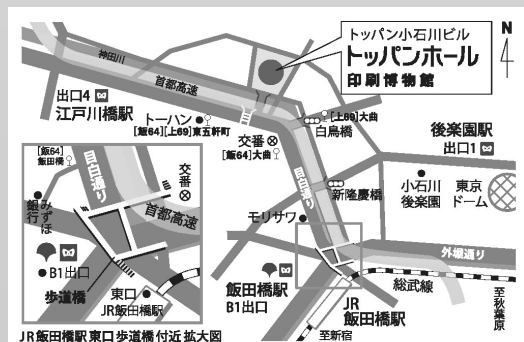 トッパン小石川ビル
トッパンホール
印刷博物館
N
神田川
首都高速
出口4
江戸川橋駅
トーハン
[飯64][上69]東五軒町
[上69]大曲
白鳥橋
交番
[飯64]大曲
後楽園駅
出口1
小石川
後楽園
東京
ドーム
目白通り
新隆慶橋
モリサワ
外堀通り
飯田橋駅
B1出口
JR
飯田橋駅
総武線
至新宿
至秋葉原
[飯64]
飯田橋
目白通り
交番
首都高速
みずほ
銀行
B1出口
歩道橋
東口
JR飯田橋駅
JR飯田橋駅東口歩道橋付近 拡大図